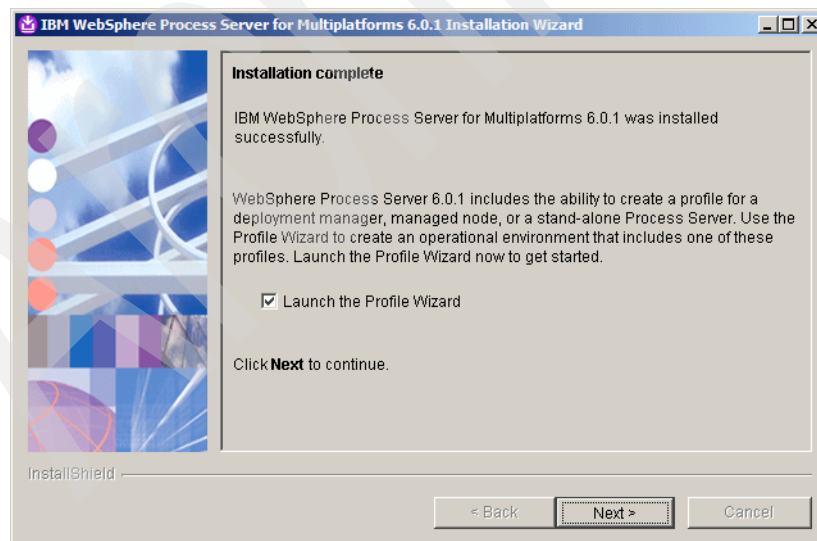 IBM WebSphere Process Server for Multiplatforms 6.0.1 Installation Wizard
Installation complete
IBM WebSphere Process Server for Multiplatforms 6.0.1 was installed
successfully.
WebSphere Process Server 6.0.1 includes the ability to create a profile for a
deployment manager, managed node, or a stand-alone Process Server. Use the
Profile Wizard to create an operational environment that includes one of these
profiles. Launch the Profile Wizard now to get started.
Launch the Profile Wizard
Click Next to continue.
InstallShield
< Back Next > Cancel